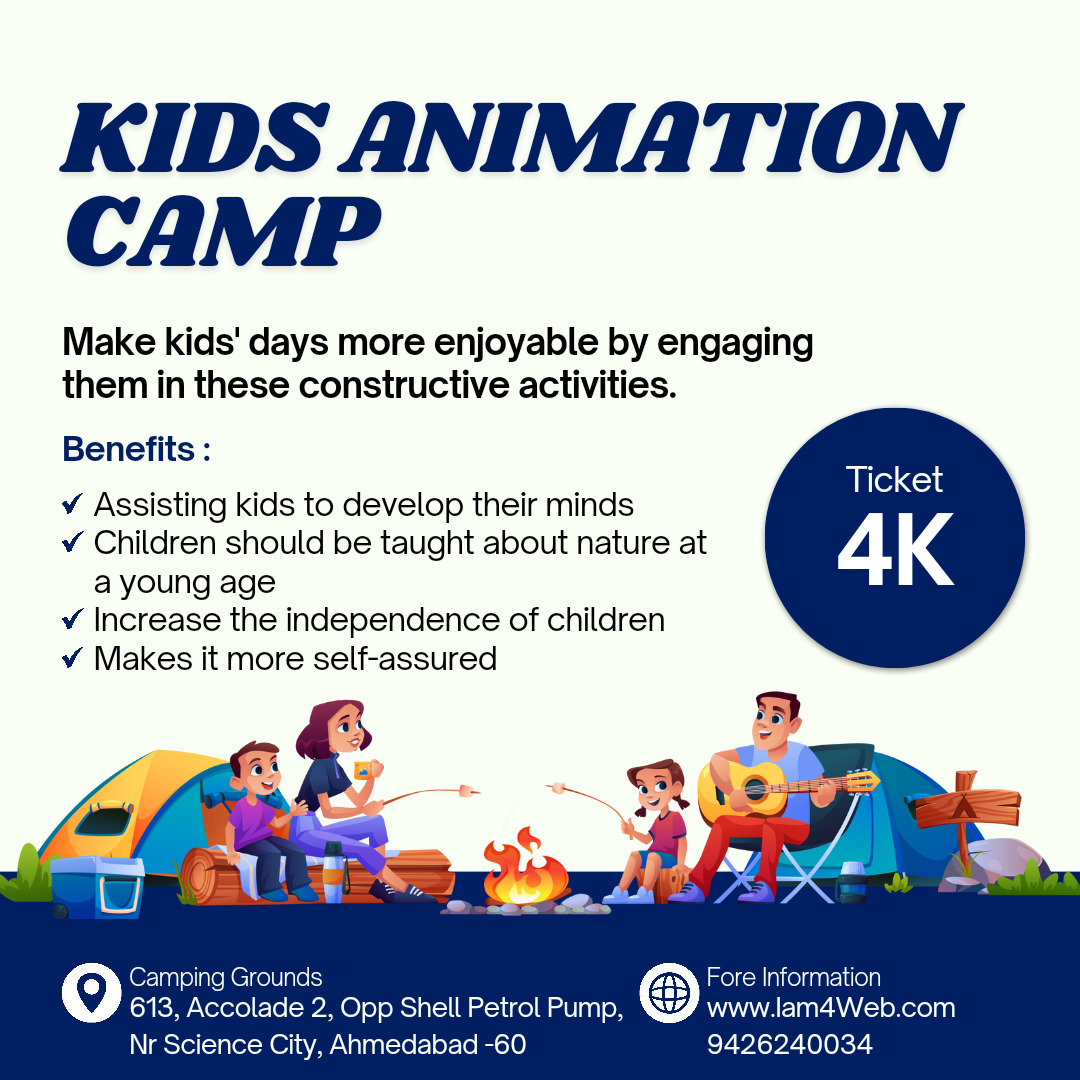 KIDS ANIMATION
CAMP
Make kids' days more enjoyable by engaging
them in these constructive activities.
Benefits :
Assisting kids to develop their minds
Children should be taught about nature at
a young age
Increase the independence of children
Makes it more self-assured
Ticket
4K
Camping Grounds
613, Accolade 2, Opp Shell Petrol Pump,
Nr Science City, Ahmedabad -60
Fore Information
www.Iam4Web.com
9426240034